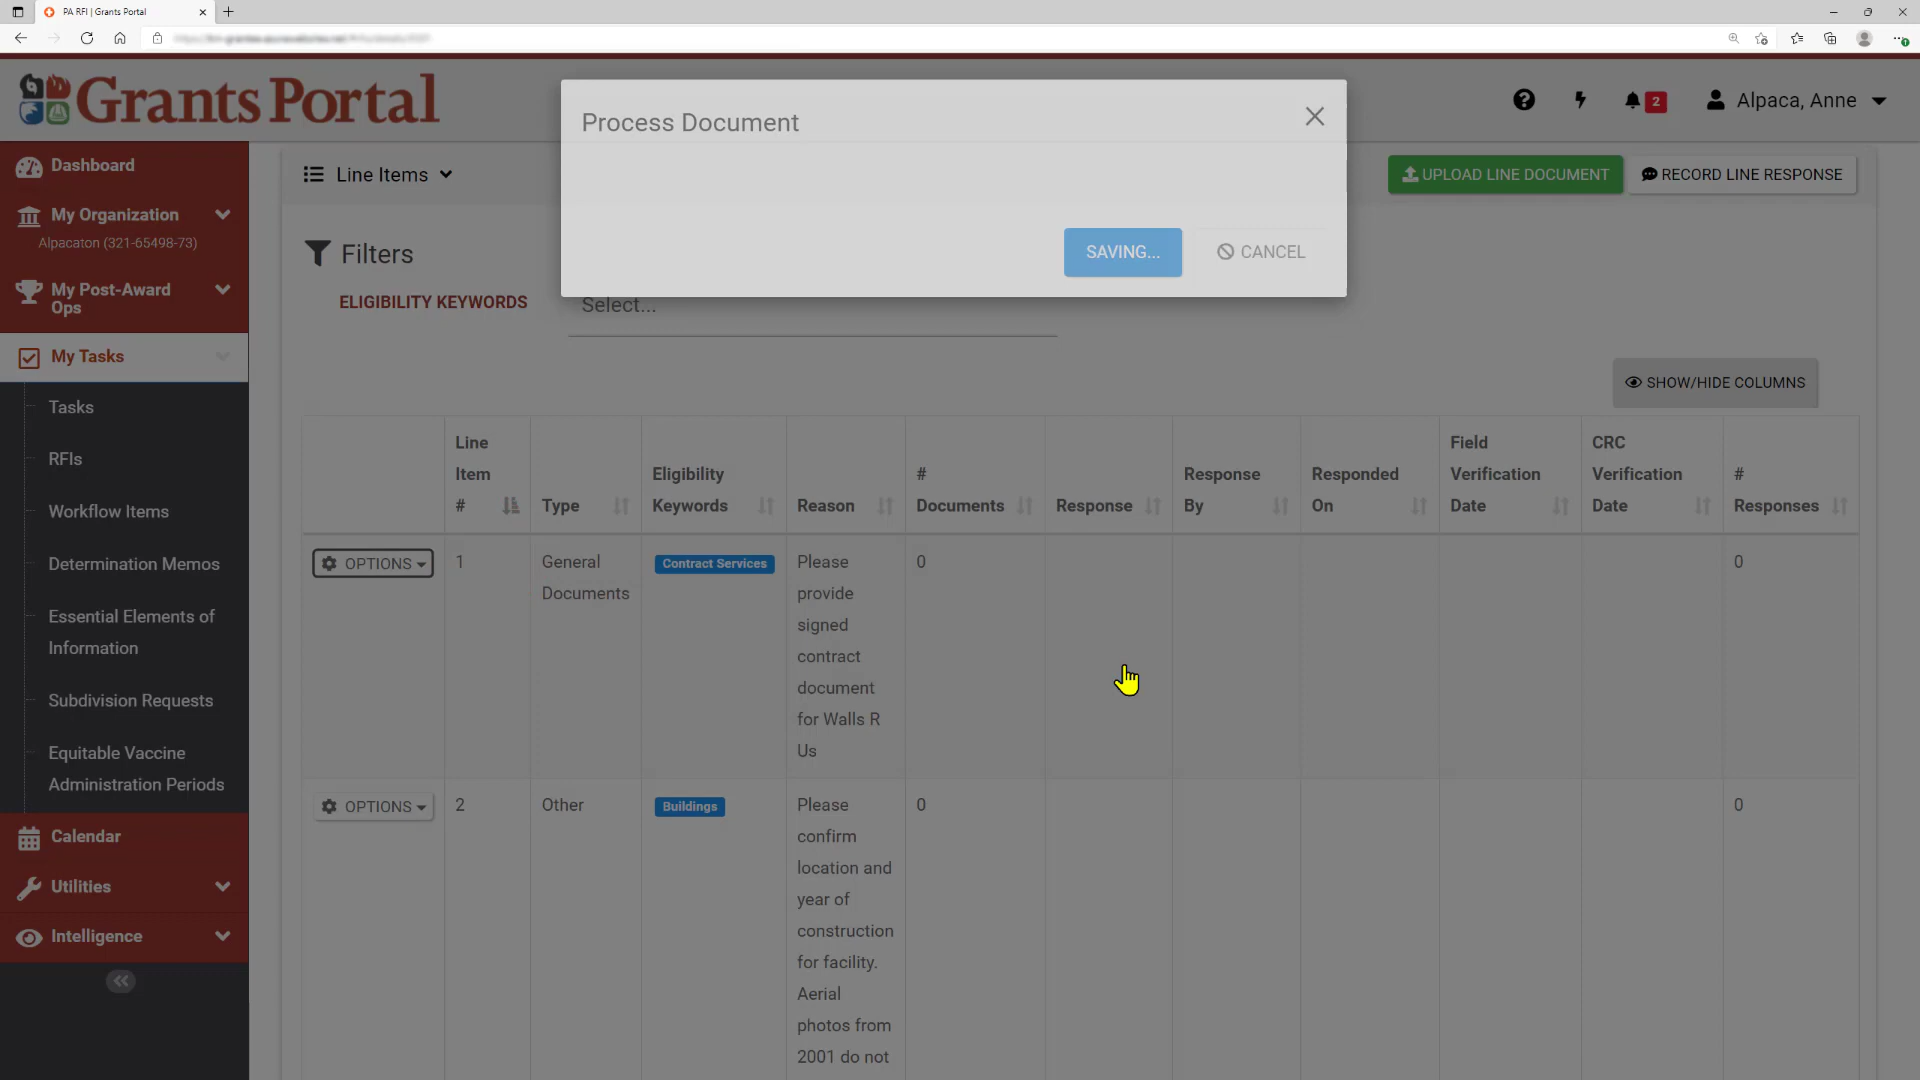 PA RFI | Grants Portal
Grants Portal
2
Alpaca, Anne
Process Document
SAVING...
CANCEL
Dashboard
My Organization
Alpacaton (321-65498-73)
My Post-Award
Ops
My Tasks
Tasks
RFIs
Workflow Items
Determination Memos
Essential Elements of
Information
Subdivision Requests
Equitable Vaccine
Administration Periods
Calendar
Utilities
Intelligence
Line Items
UPLOAD LINE DOCUMENT
RECORD LINE RESPONSE
Filters
ELIGIBILITY KEYWORDS
Select...
SHOW/HIDE COLUMNS
Line
Item
#
Type
Eligibility
Keywords
Reason
#
Documents
Response
Response
By
Responded
On
Field
Verification
Date
CRC
Verification
Date
#
Responses
OPTIONS
1
General
Documents
Contract Services
Please
provide
signed
contract
document
for Walls R
Us
0
0
OPTIONS
2
Other
Buildings
Please
confirm
location and
year of
construction
for facility.
Aerial
photos from
2001 do not
0
0